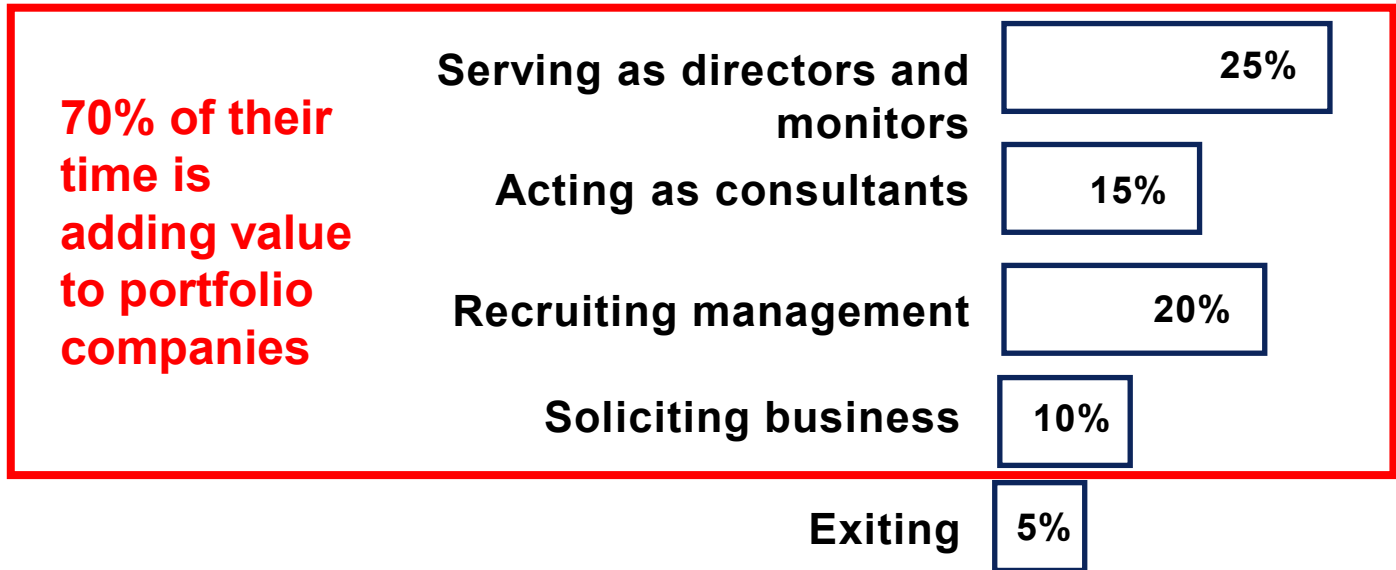 70% of their
time is
adding value
to portfolio
companies
Serving as directors and
monitors
25%
Acting as consultants
15%
Recruiting management
20%
Soliciting business
10%
Exiting
5%